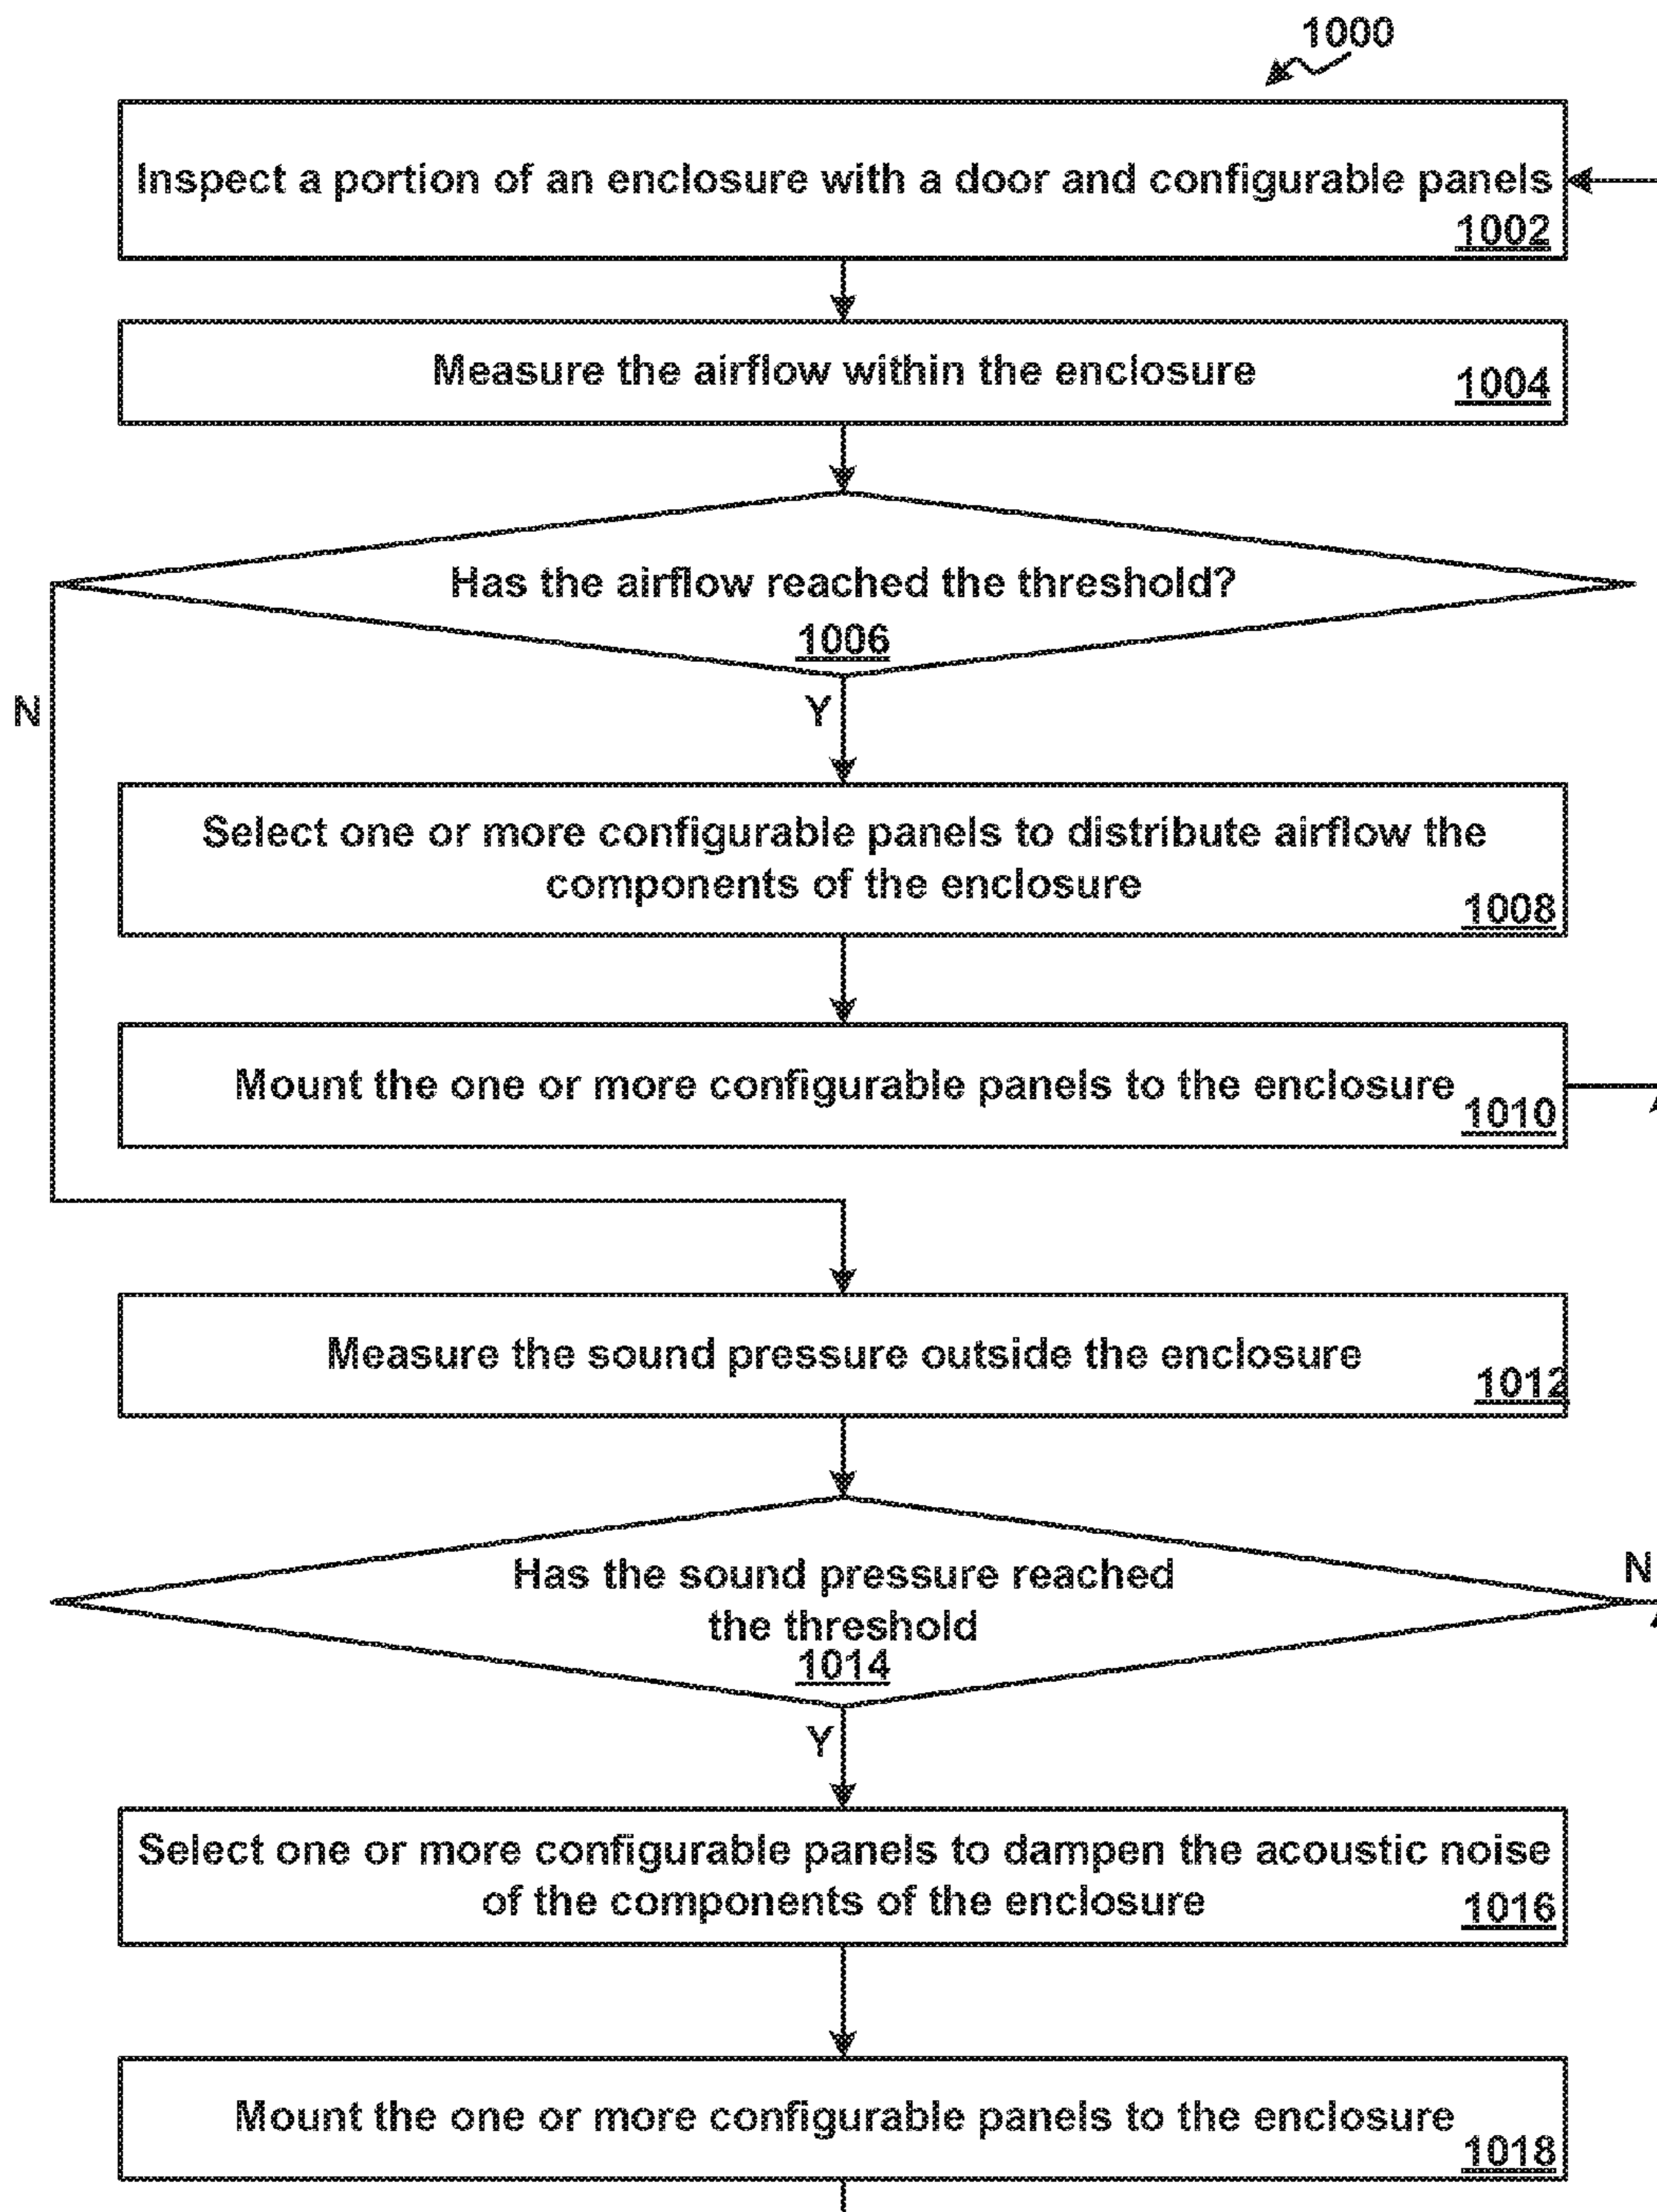 1000
Inspect a portion of an enclosure with a door and configurable panels
1002
Measure the airflow within the enclosure
1004
Has the airflow reached the threshold?
1006
N
Y
Select one or more configurable panels to distribute airflow the
components of the enclosure
1008
Mount the one or more configurable panels to the enclosure
1010
Measure the sound pressure outside the enclosure
1012
Has the sound pressure reached
the threshold
1014
N
Y
Select one or more configurable panels to dampen the acoustic noise
of the components of the enclosure
1016
Mount the one or more configurable panels to the enclosure
1018